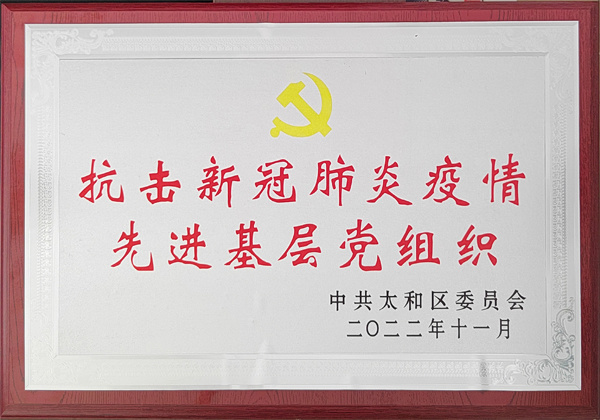 抗击新冠肺炎疫情
先进基层党组织
中共太和区委员会
二〇二二年十一月